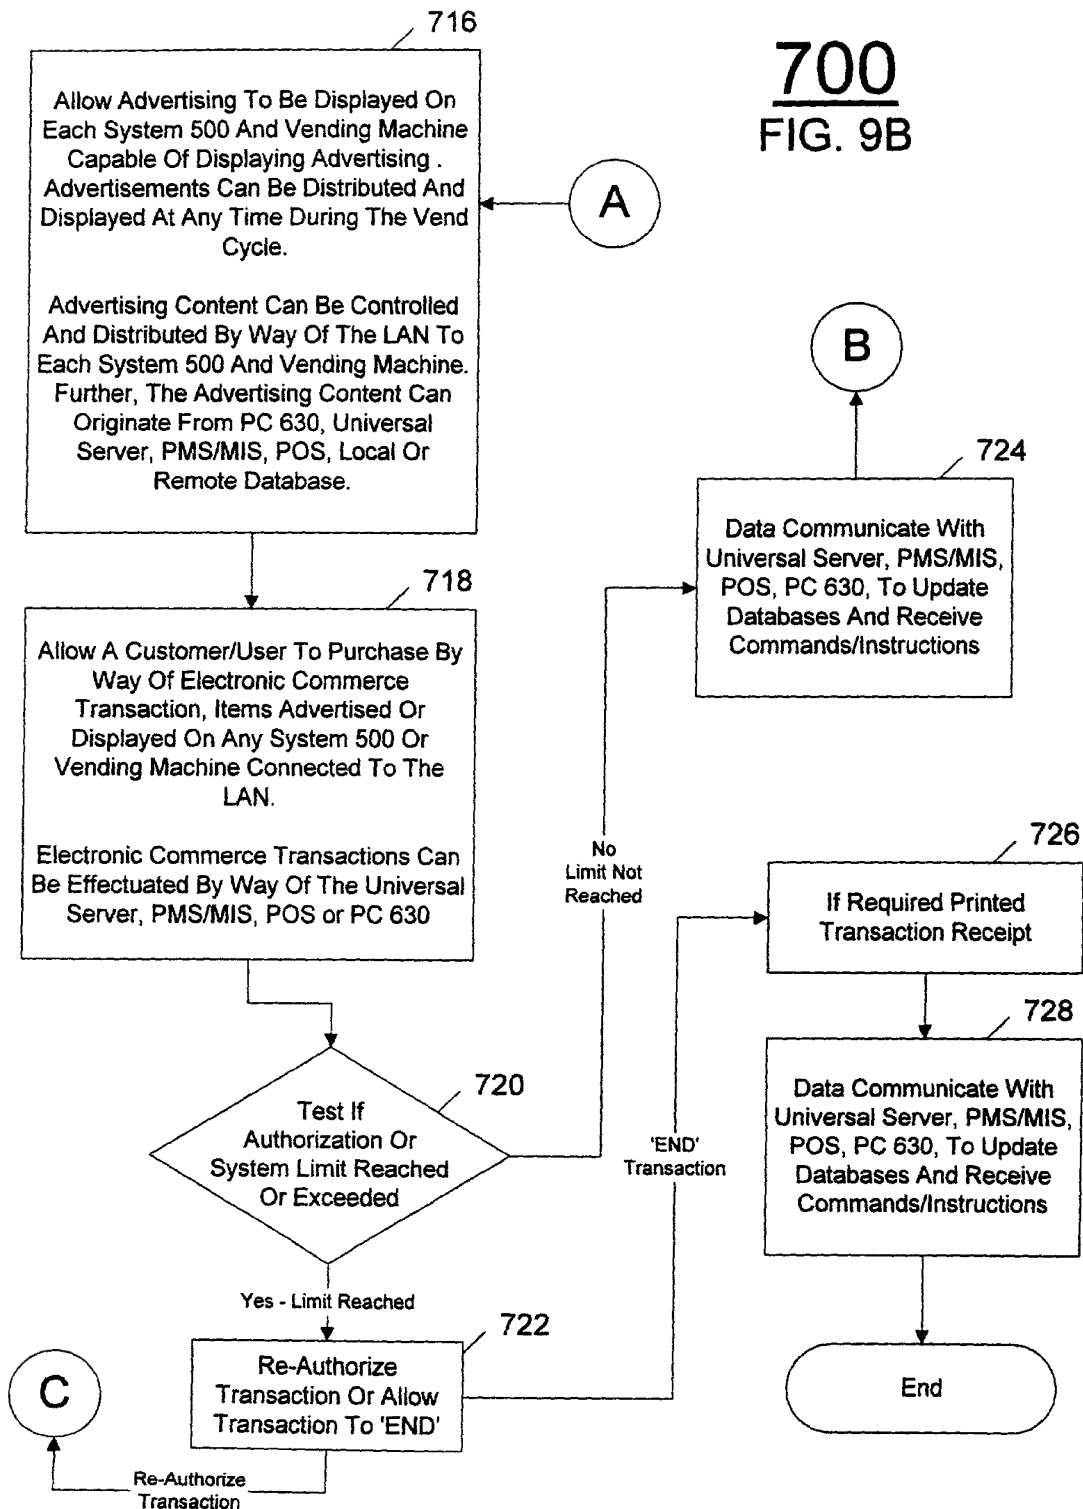 716
700
FIG. 9B
Allow Advertising To Be Displayed On
Each System 500 And Vending Machine
Capable Of Displaying Advertising .
Advertisements Can Be Distributed And
Displayed At Any Time During The Vend
Cycle.
Advertising Content Can Be Controlled
And Distributed By Way Of The LAN To
Each System 500 And Vending Machine.
Further, The Advertising Content Can
Originate From PC 630, Universal
Server, PMS/MIS, POS, Local Or
Remote Database.
A
B
724
Data Communicate With
Universal Server, PMS/MIS,
POS, PC 630, To Update
Databases And Receive
Commands/Instructions
718
Allow A Customer/User To Purchase By
Way Of Electronic Commerce
Transaction, Items Advertised Or
Displayed On Any System 500 Or
Vending Machine Connected To The
LAN.
Electronic Commerce Transactions Can
Be Effectuated By Way Of The Universal
Server, PMS/MIS, POS or PC 630
No
Limit Not
Reached
726
If Required Printed
Transaction Receipt
728
Data Communicate With
Universal Server, PMS/MIS,
POS, PC 630, To Update
Databases And Receive
Commands/Instructions
720
Test If
Authorization Or
System Limit Reached
Or Exceeded
'END'
Transaction
Yes - Limit Reached
722
Re-Authorize
Transaction Or Allow
Transaction To 'END'
C
Re-Authorize
Transaction
End